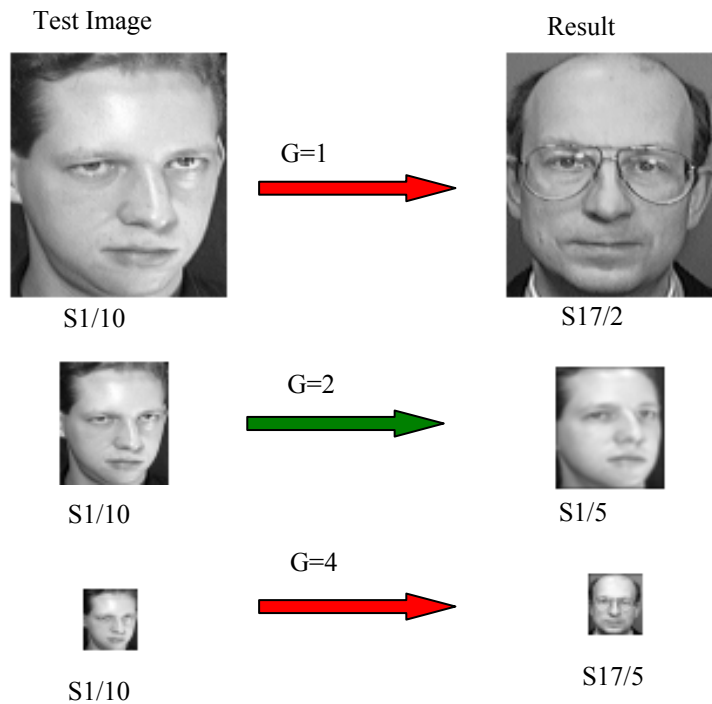 Test Image
Result
G=1
S1/10
S17/2
G=2
S1/10
S1/5
G=4
S1/10
S17/5